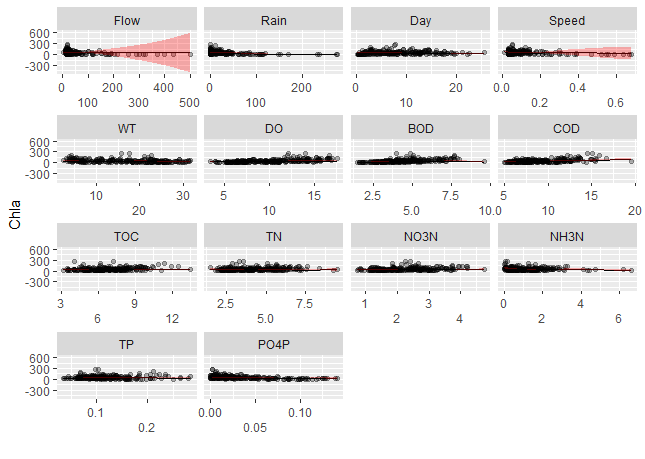 Flow Rain Day Speed
600
300
0
-300
0 200 400 0 200 0 10 20 0.0 0.2 0.4 0.6
100 300 500 100
WT DO BOD COD
600
300
0
-300
10 30 5 15 2.5 7.5 5 15
20 10 5.0 10.0 10 20
Chla
TOC TN NO3N NH3N
600
300
0
-300
3 9 2.5 7.5 1 3 0 4
6 12 5.0 2 4 2 6
TP PO4P
600
300
0
-300
0.1 0.00 0.10
0.2 0.05